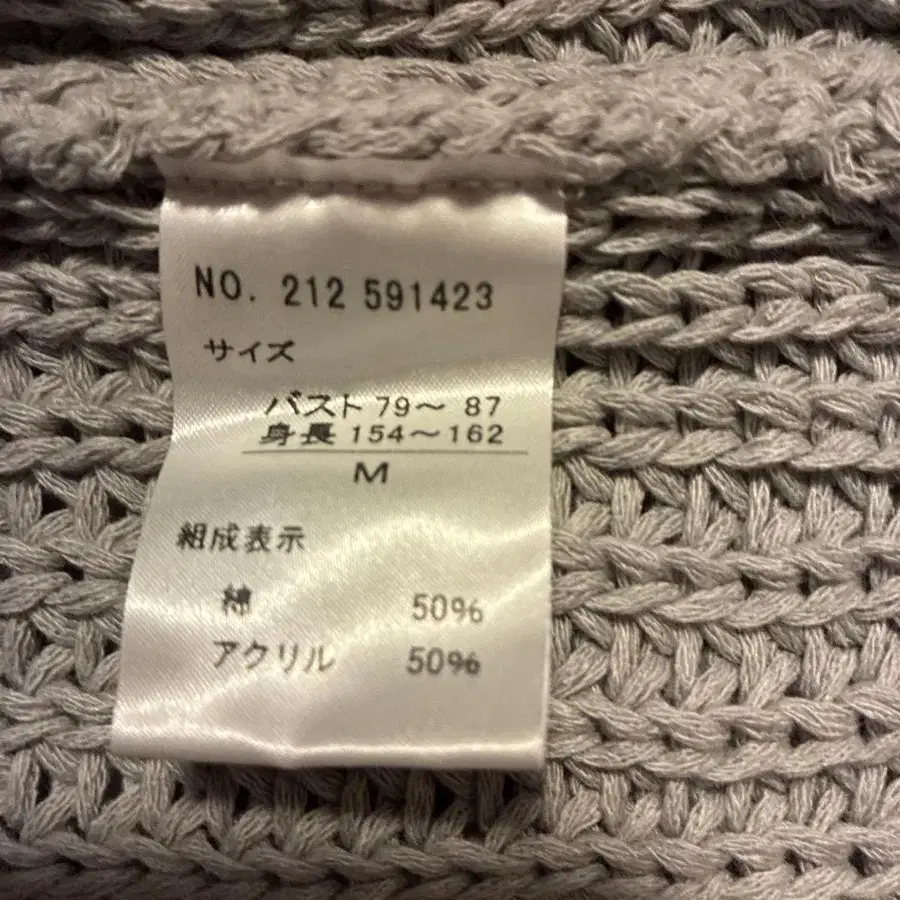 NO. 212 591423
サイズ
バスト 79～ 87
身長 154～162
M
組成表示
綿 50%
アクリル 50%